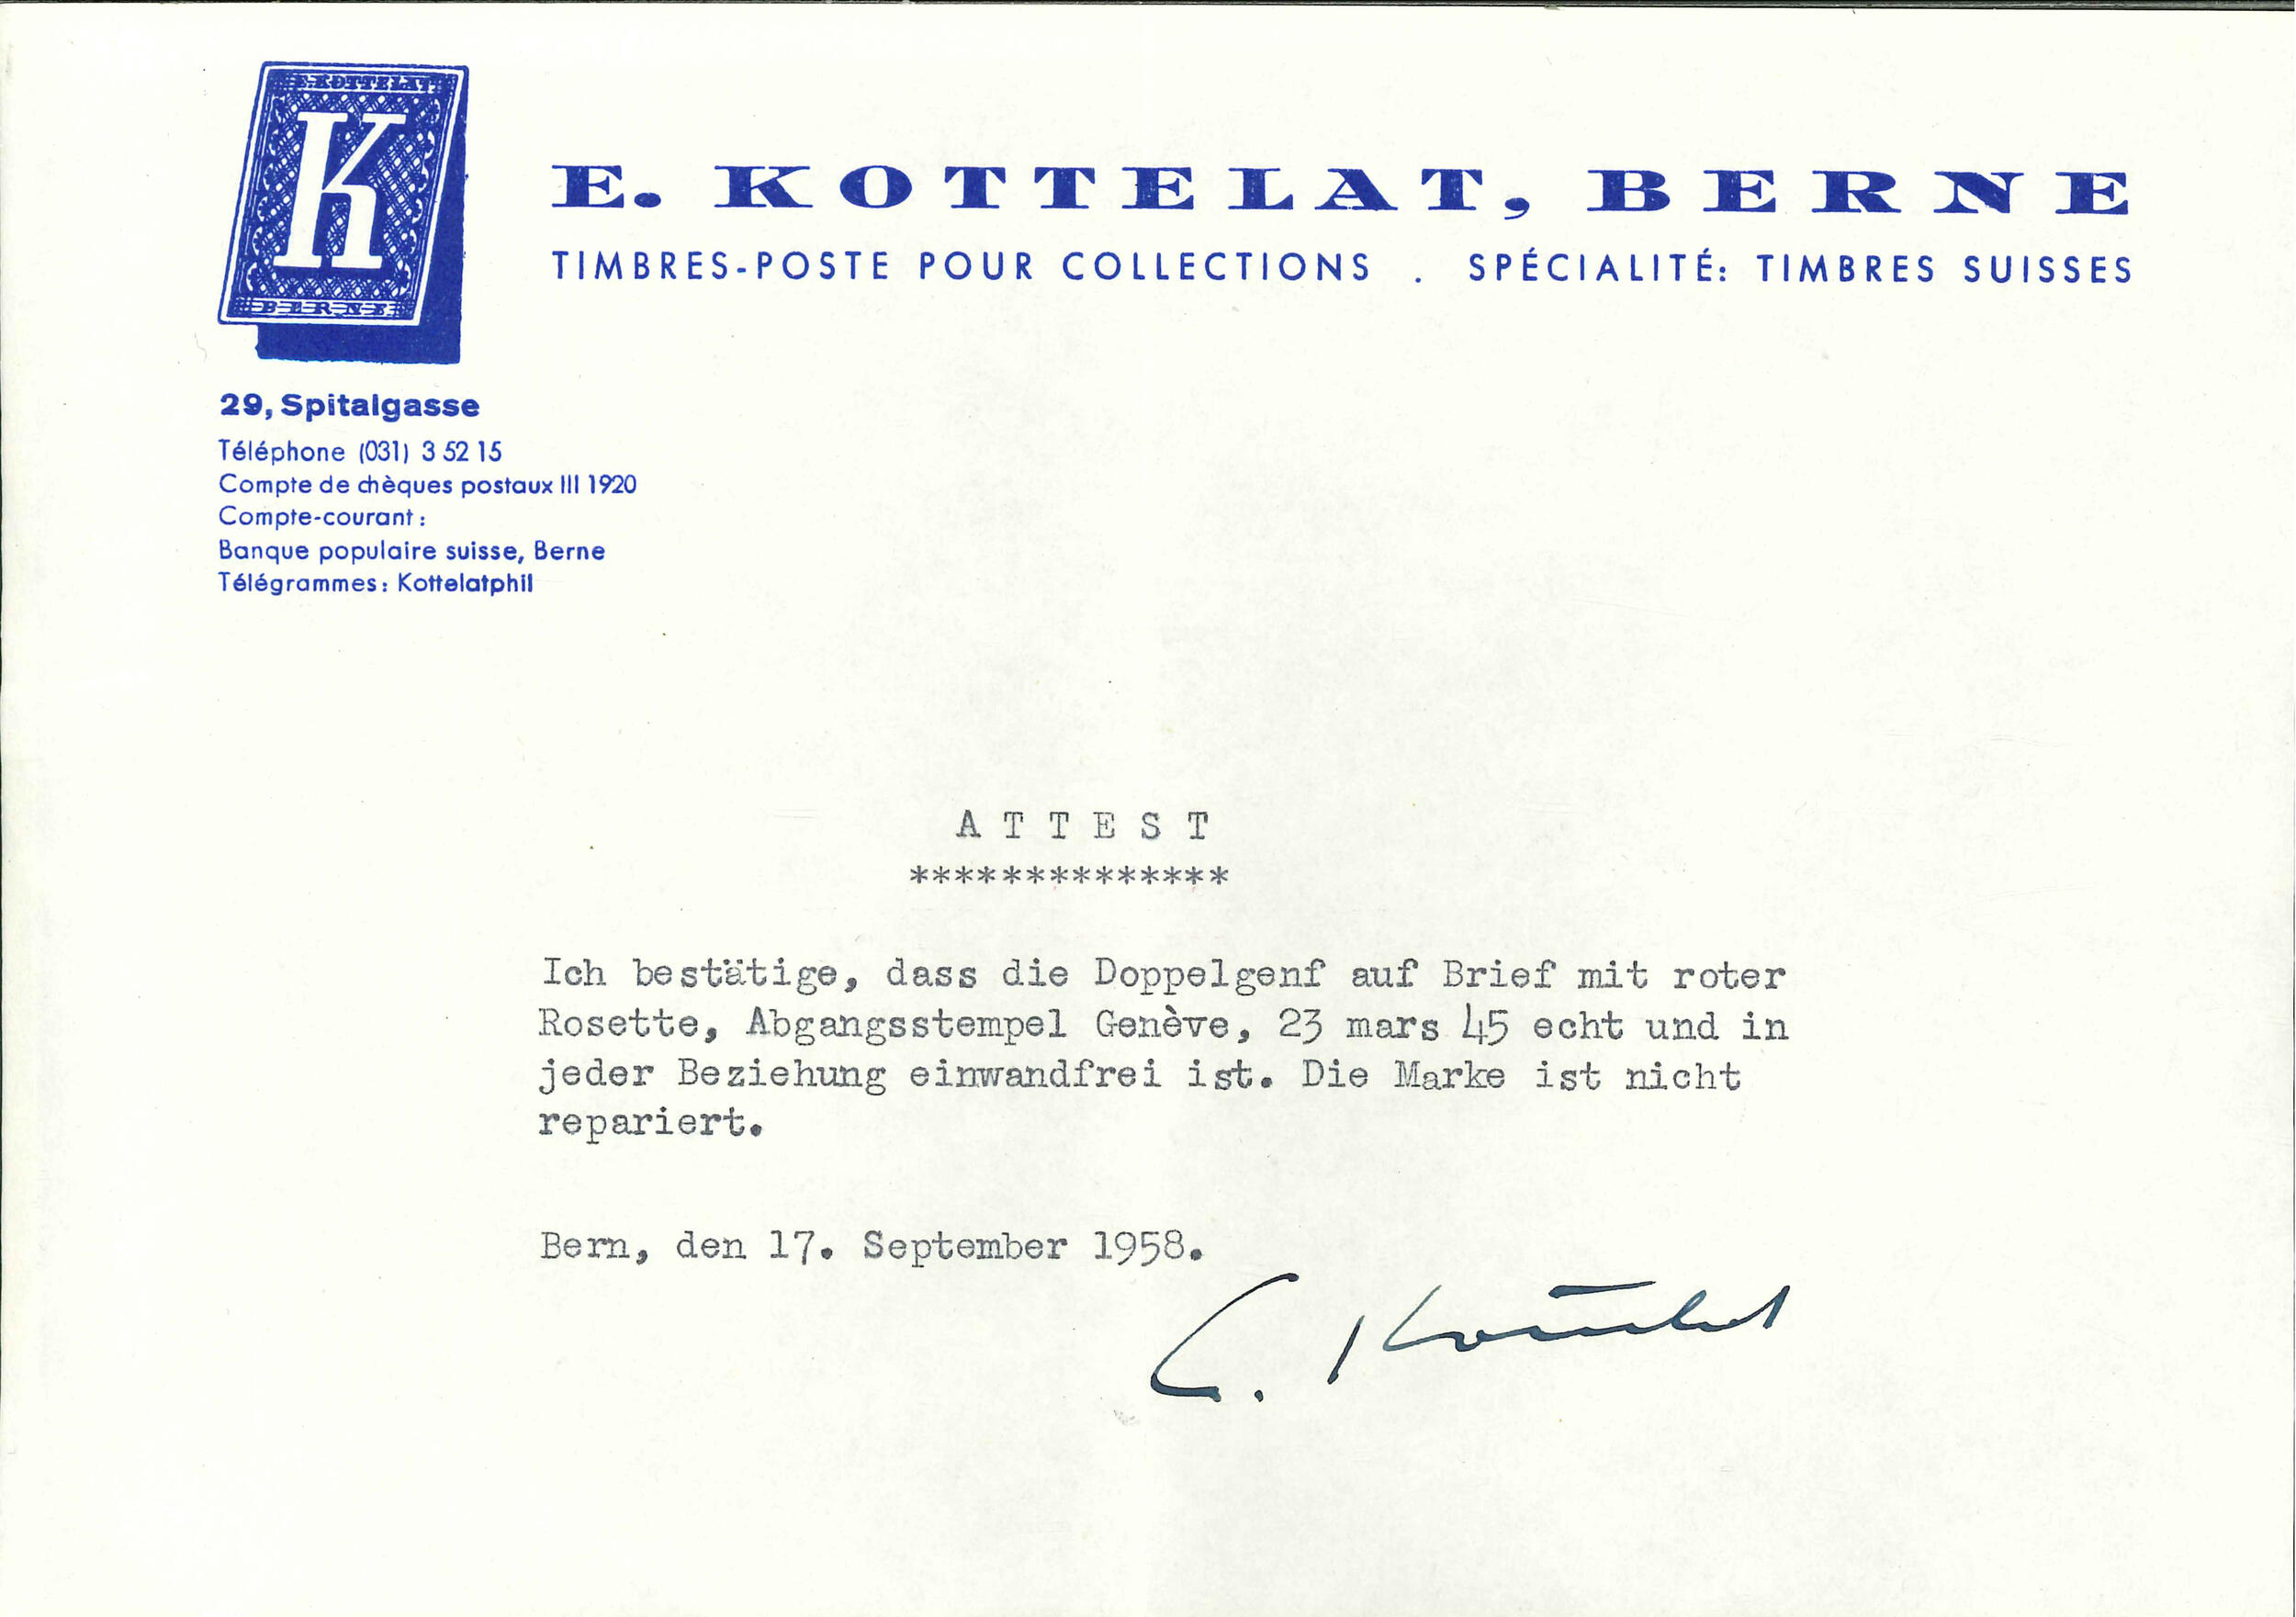 E. KOTTELAT
K
BERNE
E. KOTTELAT, BERNE
TIMBRES-POSTE POUR COLLECTIONS . SPÉCIALITÉ: TIMBRES SUISSES
29, Spitalgasse
Téléphone (031) 3 52 15
Compte de chèques postaux III 1920
Compte-courant:
Banque populaire suisse, Berne
Télégrammes: Kottelatphil
A T T E S T
**************
Ich bestätige, dass die Doppelgenf auf Brief mit roter
Rosette, Abgangsstempel Genève, 23 mars 45 echt und in
jeder Beziehung einwandfrei ist. Die Marke ist nicht
repariert.
Bern, den 17. September 1958.
E. Kottelat